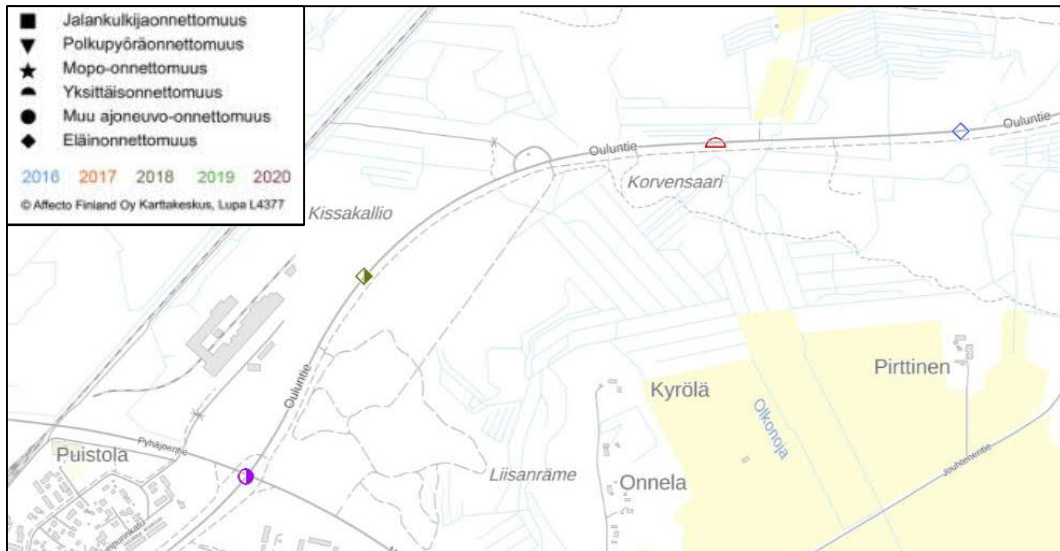 Jalankulkijaonnettomuus
Polkupyöräonnettomuus
Mopo-onnettomuus
Yksittäisonnettomuus
Muu ajoneuvo-onnettomuus
Eläinonnettomuus
2016 2017 2018 2019 2020
© Affecto Finland Oy Karttakeskus, Lupa L4377
Ouluntie
Ouluntie
Korvensaari
Kissakallio
Ouluntie
Pirttinen
Kyrölä
Olkonoja
Pyhäjoentie
Puistola
Liisanräme
Onnela
Jouhtenentie